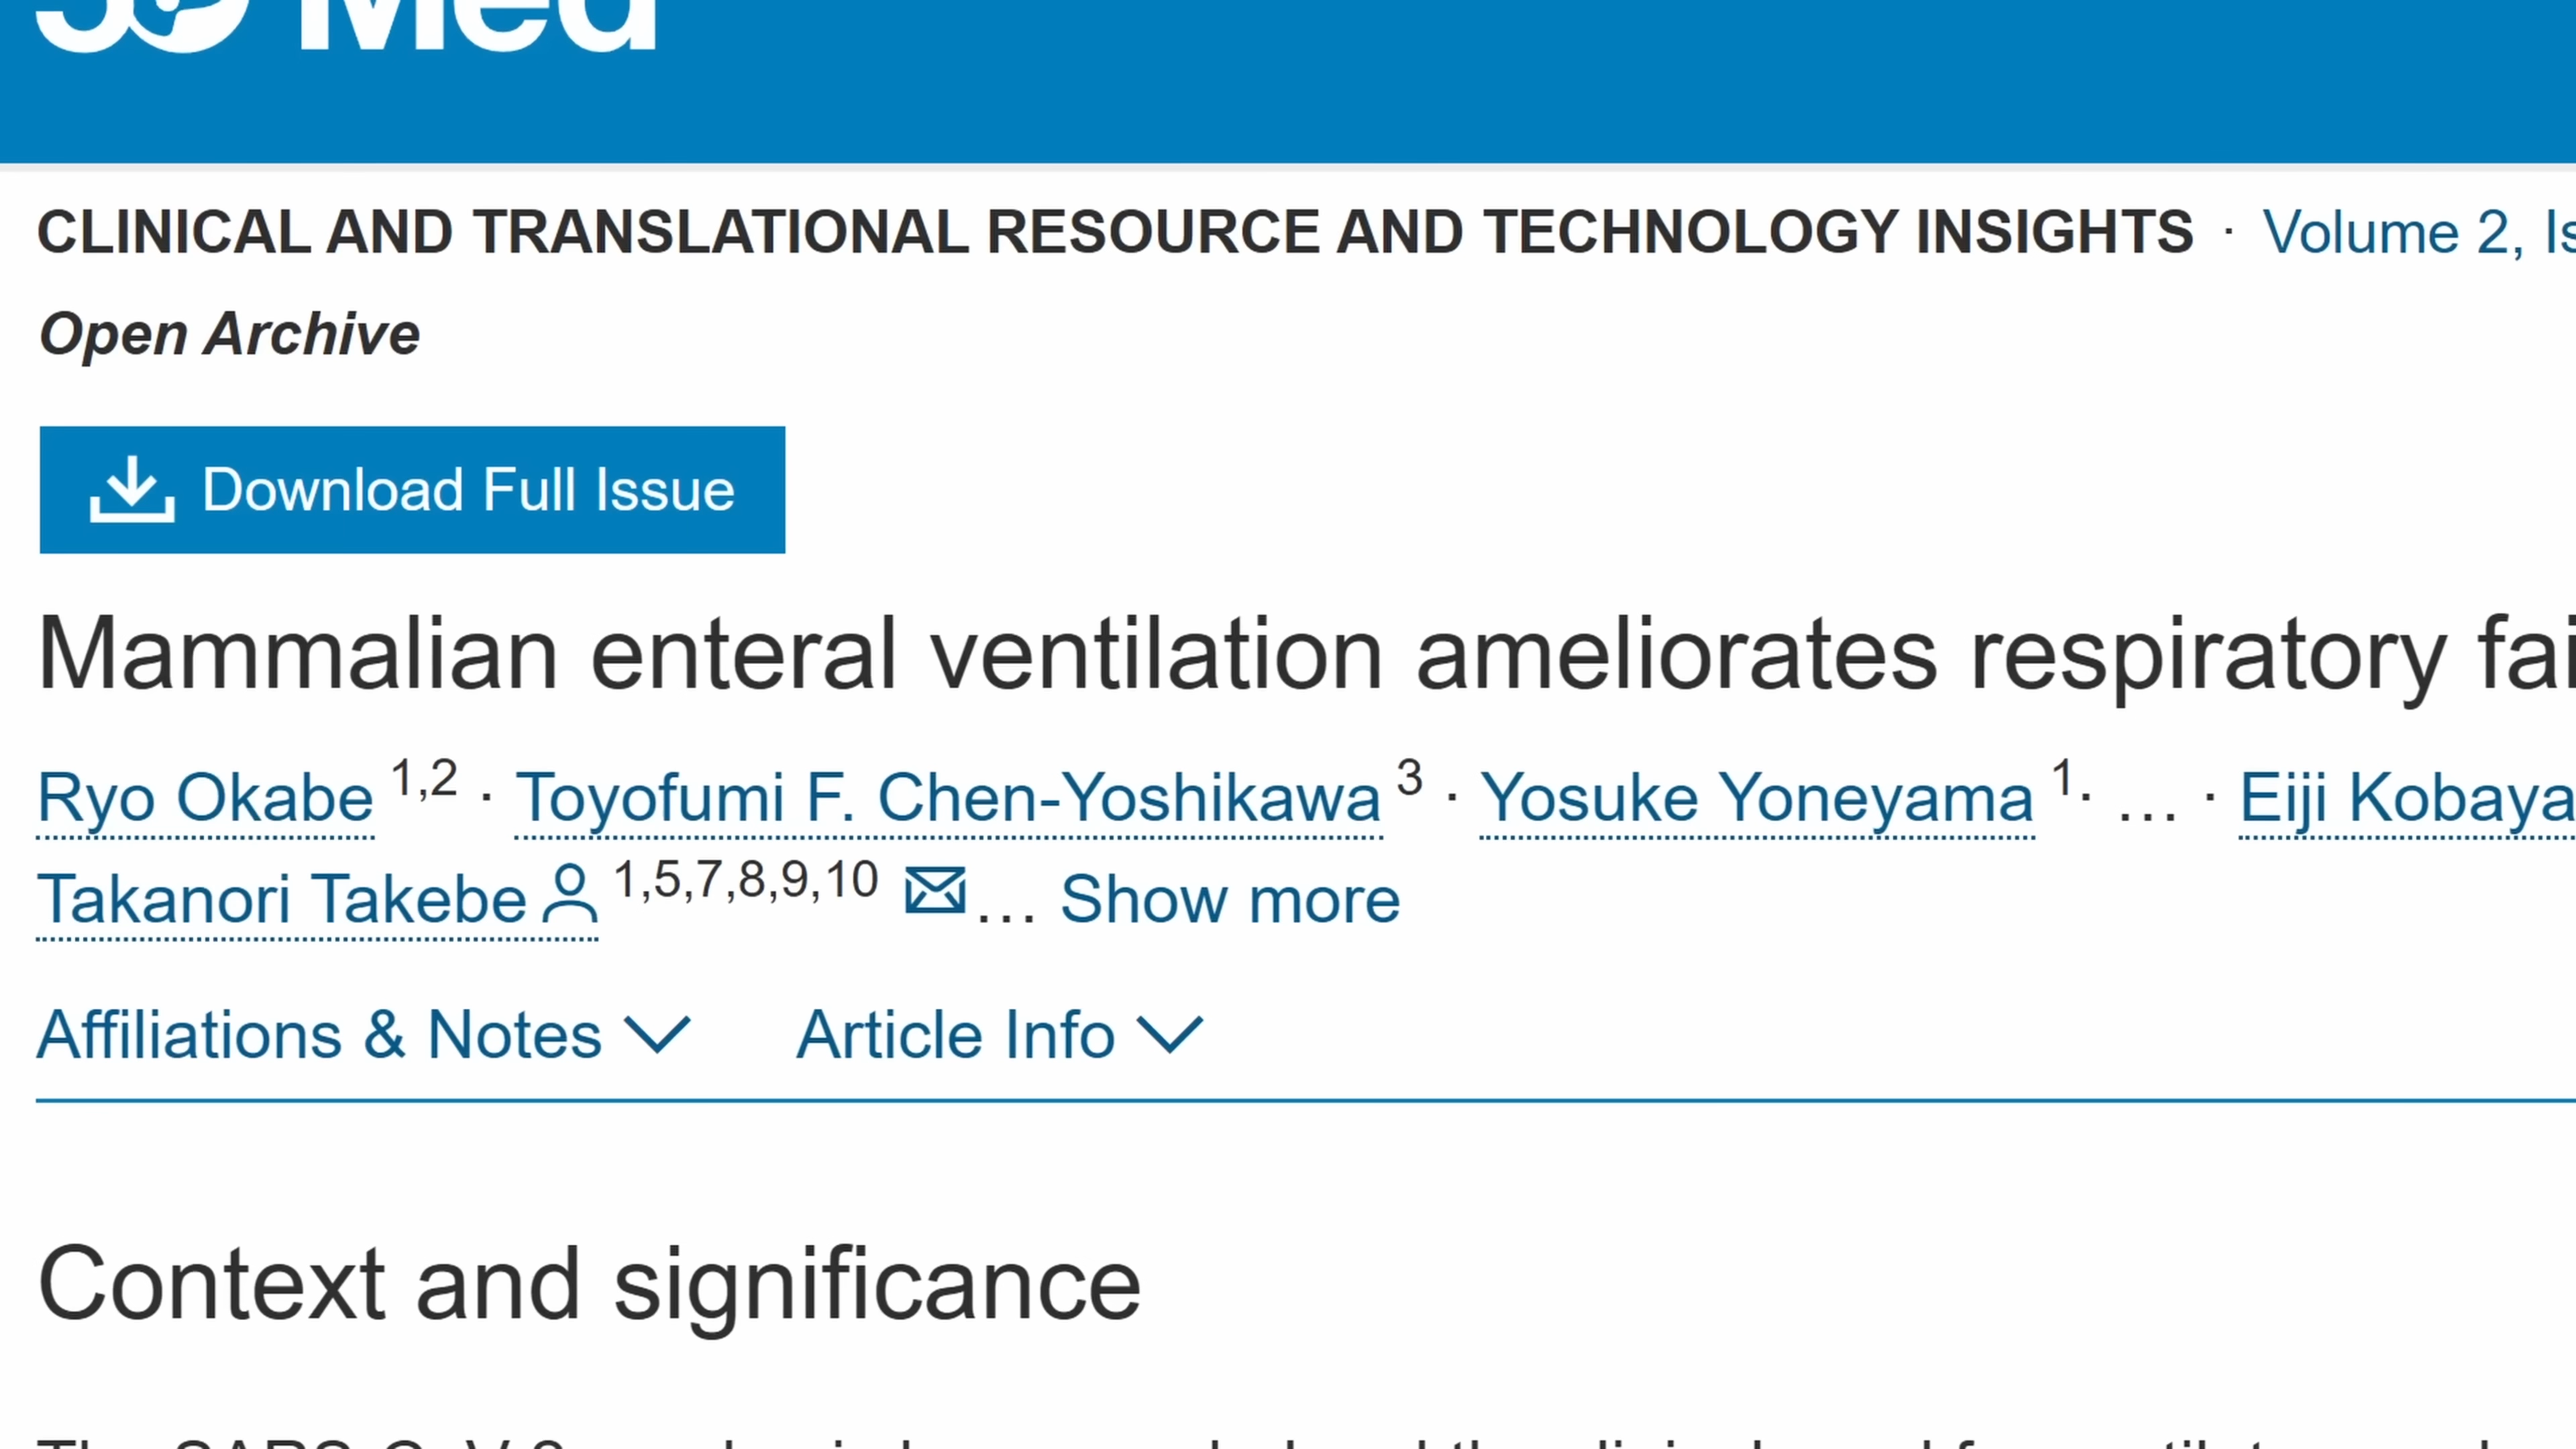 Med
CLINICAL AND TRANSLATIONAL RESOURCE AND TECHNOLOGY INSIGHTS · Volume 2,
Open Archive
Download Full Issue
Mammalian enteral ventilation ameliorates respiratory
Ryo Okabe 1,2 · Toyofumi F. Chen-Yoshikawa 3 · Yosuke Yoneyama 1· ... · Eiji
Takanori Takebe 1,5,7,8,9,10 ... Show more
Affiliations & Notes Article Info
Context and significance